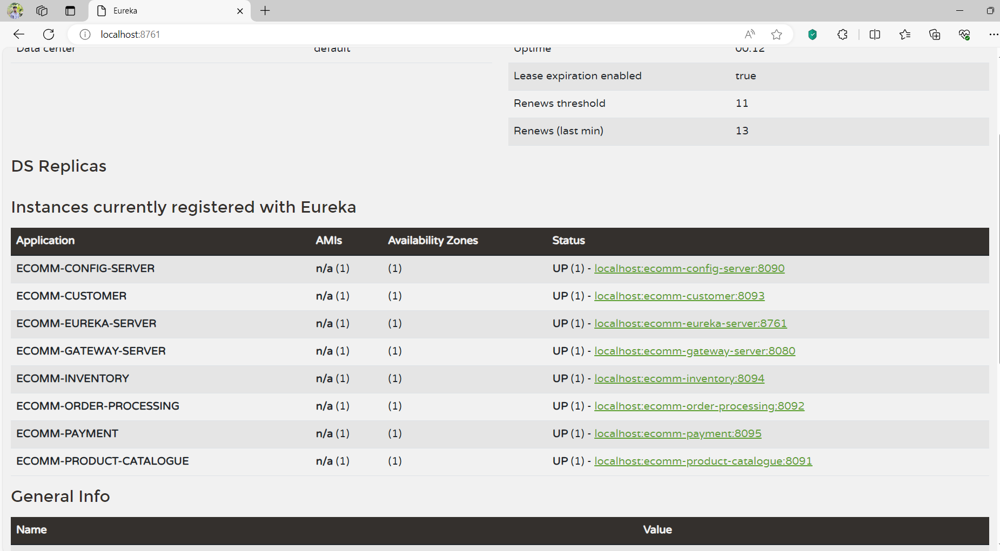 Eureka
localhost:8761
Data center default
Uptime 00:12
Lease expiration enabled true
Renews threshold 11
Renews (last min) 13
DS Replicas
Instances currently registered with Eureka
Application AMIs Availability Zones Status
ECOMM-CONFIG-SERVER n/a (1) (1) UP (1) - localhost:ecomm-config-server:8090
ECOMM-CUSTOMER n/a (1) (1) UP (1) - localhost:ecomm-customer:8093
ECOMM-EUREKA-SERVER n/a (1) (1) UP (1) - localhost:ecomm-eureka-server:8761
ECOMM-GATEWAY-SERVER n/a (1) (1) UP (1) - localhost:ecomm-gateway-server:8080
ECOMM-INVENTORY n/a (1) (1) UP (1) - localhost:ecomm-inventory:8094
ECOMM-ORDER-PROCESSING n/a (1) (1) UP (1) - localhost:ecomm-order-processing:8092
ECOMM-PAYMENT n/a (1) (1) UP (1) - localhost:ecomm-payment:8095
ECOMM-PRODUCT-CATALOGUE n/a (1) (1) UP (1) - localhost:ecomm-product-catalogue:8091
General Info
Name Value